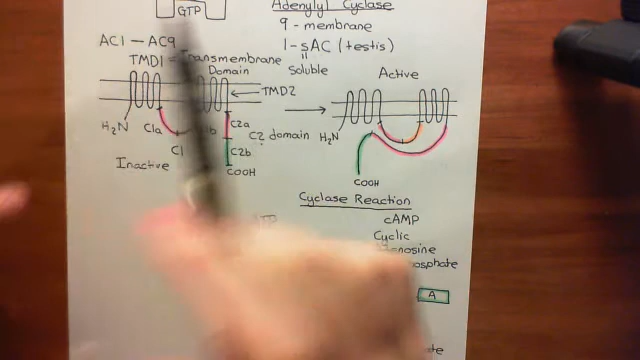 GTP
Adenylyl Cyclase
9 - membrane
AC1 - AC9
1 - sAC (testis)
TMD1 = Transmembrane
Domain
Soluble
Active
TMD2
H₂N
C1a
C2a
C2 domain
H₂N
C1
C2b
Inactive
COOH
COOH
Cyclase Reaction
cAMP
Cyclic
A